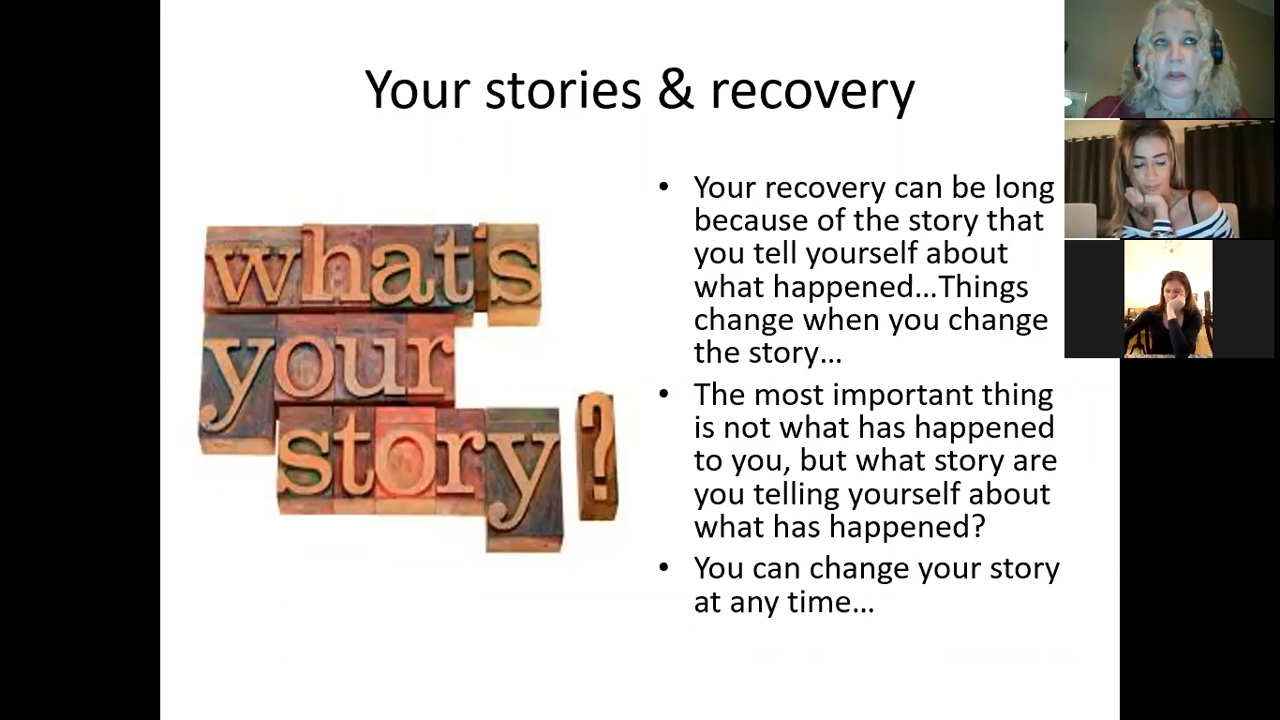 Your stories & recovery
what's
your
story?
• Your recovery can be long
because of the story that
you tell yourself about
what happened...Things
change when you change
the story...
• The most important thing
is not what has happened
to you, but what story are
you telling yourself about
what has happened?
• You can change your story
at any time...